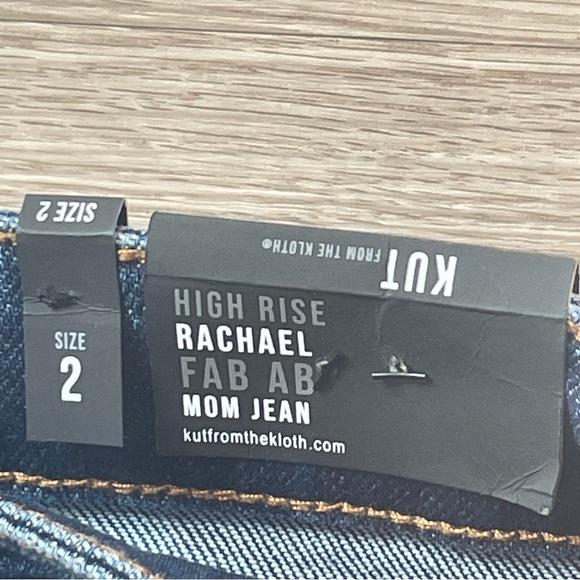 SIZE 2
SIZE
2
KUT FROM THE KLOTH®
HIGH RISE
RACHAEL
FAB AB
MOM JEAN
kutfromthekloth.com